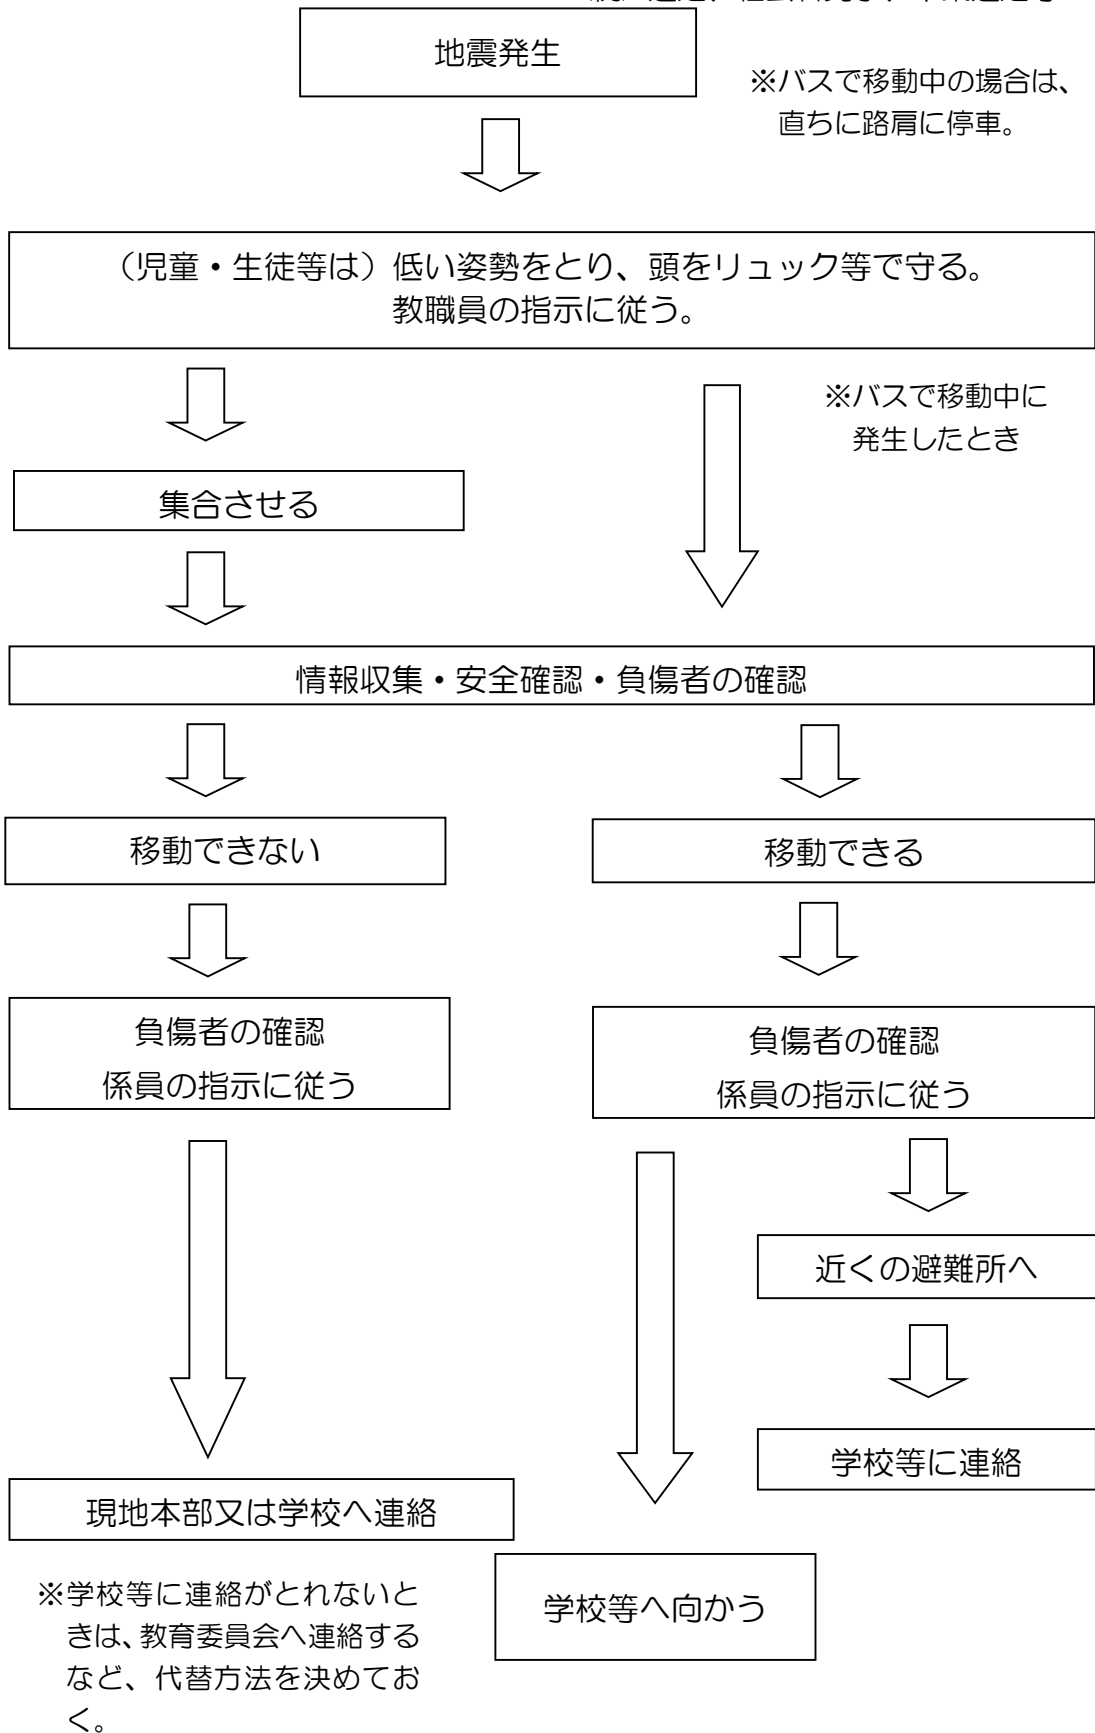 地震発生
※バスで移動中の場合は、
直ちに路肩に停車。
（児童・生徒等は）低い姿勢をとり、頭をリュック等で守る。
教職員の指示に従う。
※バスで移動中に
発生したとき
集合させる
情報収集・安全確認・負傷者の確認
移動できない
移動できる
負傷者の確認
係員の指示に従う
負傷者の確認
係員の指示に従う
近くの避難所へ
学校等に連絡
現地本部又は学校へ連絡
学校等へ向かう
※学校等に連絡がとれないと
きは、教育委員会へ連絡する
など、代替方法を決めてお
く。